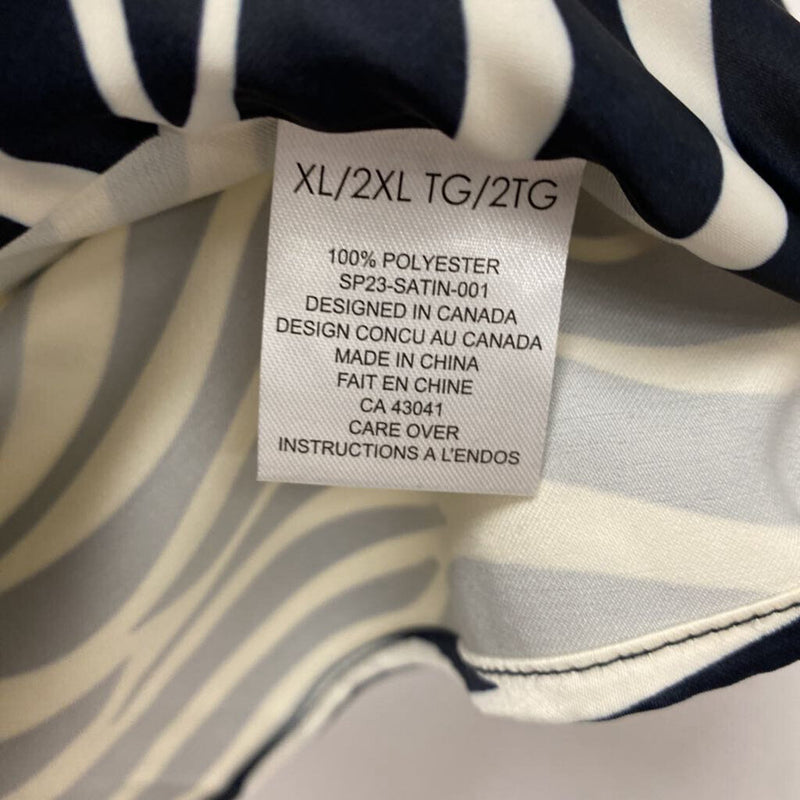 XL/2XL TG/2TG
100% POLYESTER
SP23-SATIN-001
DESIGNED IN CANADA
DESIGN CONCU AU CANADA
MADE IN CHINA
FAIT EN CHINE
CA 43041
CARE OVER
INSTRUCTIONS A L'ENDOS